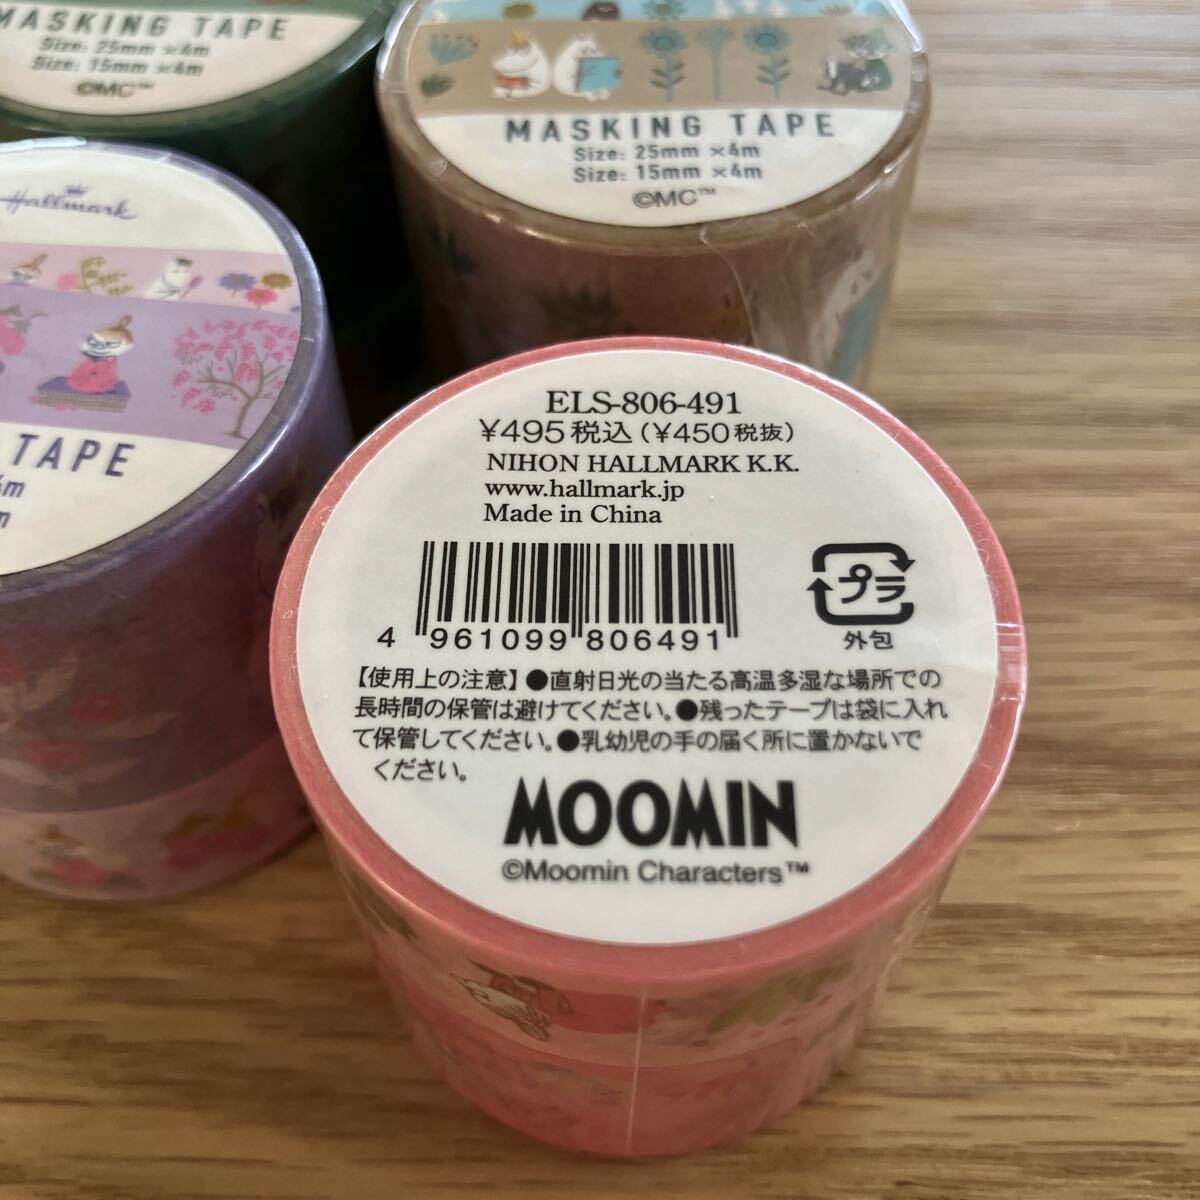 MASKING TAPE
Size: 25mm ×4m
Size: 15mm ×4m
©MC™
MASKING TAPE
Size: 25mm ×4m
Size: 15mm ×4m
©MC™
Hallmark
TAPE
m
m
ELS-806-491
¥495税込(¥450税抜)
NIHON HALLMARK K.K.
www.hallmark.jp
Made in China
4 961099 806491
プラ
外包
【使用上の注意】●直射日光の当たる高温多湿な場所での
長時間の保管は避けてください。●残ったテープは袋に入れ
て保管してください。●乳幼児の手の届く所に置かないで
ください。
MOOMIN
©Moomin Characters™